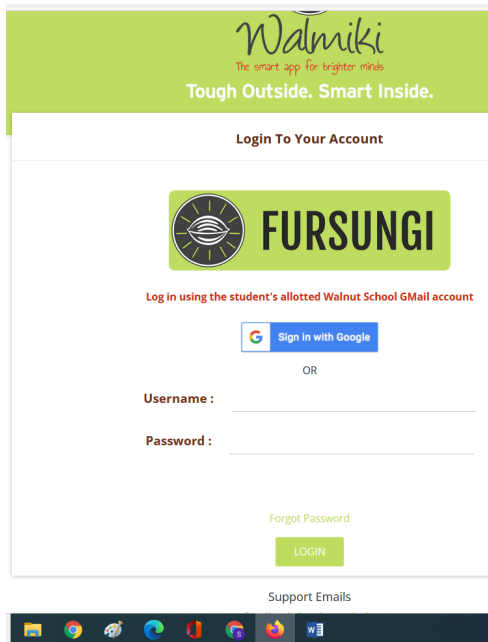 Walmiki
The smart app for brighter minds
Tough Outside. Smart Inside.
Login To Your Account
FURSUNGI
Log in using the student's allotted Walnut School GMail account
G Sign in with Google
OR
Username :
Password :
Forgot Password
LOGIN
Support Emails